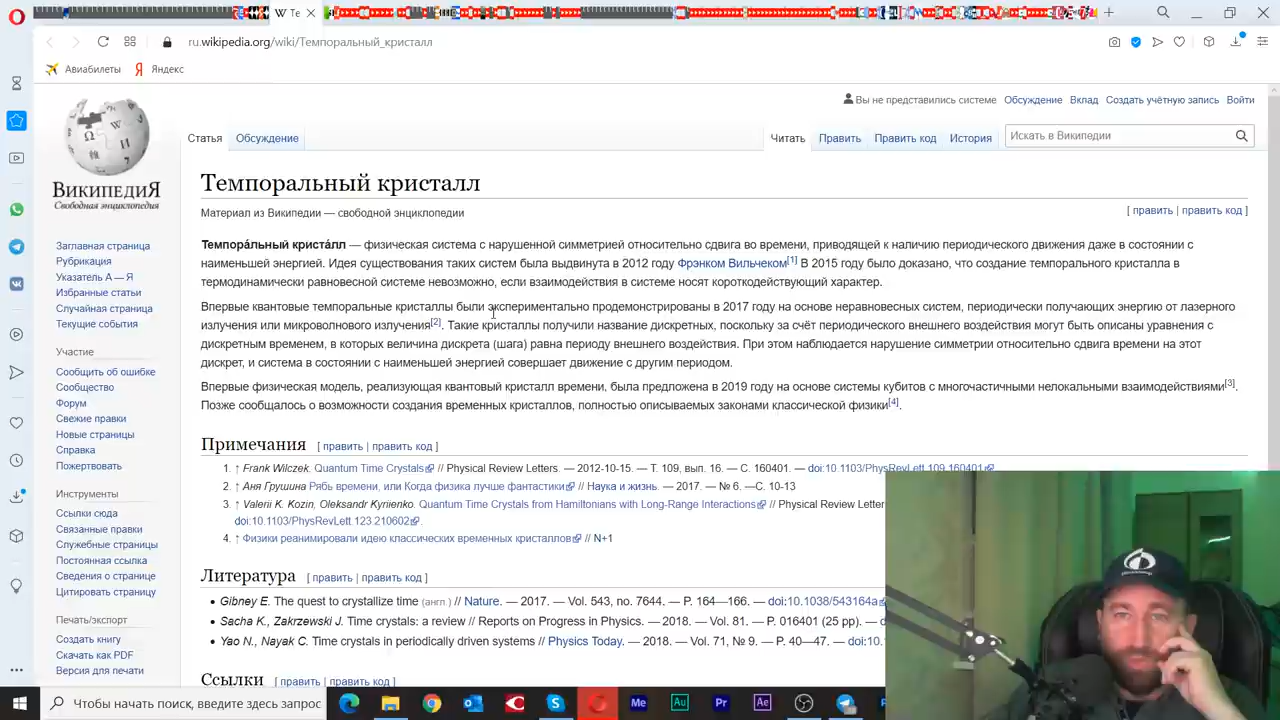 W Те
ru.wikipedia.org/wiki/Темпоральный_кристалл
Авиабилеты Яндекс
Вы не представились системе Обсуждение Вклад Создать учётную запись Войти
Статья Обсуждение Читать Править Править код История Искать в Википедии
ВИКИПЕДИЯ
Свободная энциклопедия
Темпоральный кристалл
Материал из Википедии — свободной энциклопедии
[ править | править код ]
Темпора́льный криста́лл — физическая система с нарушенной симметрией относительно сдвига во времени, приводящей к наличию периодического движения даже в состоянии с
наименьшей энергией. Идея существования таких систем была выдвинута в 2012 году Фрэнком Вильчеком[1] В 2015 году было доказано, что создание темпорального кристалла в
термодинамически равновесной системе невозможно, если взаимодействия в системе носят короткодействующий характер.
Впервые квантовые темпоральные кристаллы были экспериментально продемонстрированы в 2017 году на основе неравновесных систем, периодически получающих энергию от лазерного
излучения или микроволнового излучения[2]. Такие кристаллы получили название дискретных, поскольку за счёт периодического внешнего воздействия могут быть описаны уравнения с
дискретным временем, в которых величина дискрета (шага) равна периоду внешнего воздействия. При этом наблюдается нарушение симметрии относительно сдвига времени на этот
дискрет, и система в состоянии с наименьшей энергией совершает движение с другим периодом.
Впервые физическая модель, реализующая квантовый кристалл времени, была предложена в 2019 году на основе системы кубитов с многочастичными нелокальными взаимодействиями[3].
Позже сообщалось о возможности создания временных кристаллов, полностью описываемых законами классической физики[4].
Примечания [ править | править код ]
1. ↑ Frank Wilczek. Quantum Time Crystals // Physical Review Letters. — 2012-10-15. — Т. 109, вып. 16. — С. 160401. — doi:10.1103/PhysRevLett.109.160401
2. ↑ Аня Грушина Рябь времени, или Когда физика лучше фантастики // Наука и жизнь. — 2017. — № 6. —С. 10-13
3. ↑ Valerii K. Kozin, Oleksandr Kyriienko. Quantum Time Crystals from Hamiltonians with Long-Range Interactions // Physical Review Letter
doi:10.1103/PhysRevLett.123.210602.
4. ↑ Физики реанимировали идею классических временных кристаллов // N+1
Литература [ править | править код ]
• Gibney E. The quest to crystallize time (англ.) // Nature. — 2017. — Vol. 543, no. 7644. — P. 164—166. — doi:10.1038/543164a
• Sacha K., Zakrzewski J. Time crystals: a review // Reports on Progress in Physics. — 2018. — Vol. 81. — P. 016401 (25 pp). —
• Yao N., Nayak C. Time crystals in periodically driven systems // Physics Today. — 2018. — Vol. 71, № 9. — P. 40—47. — doi:10.
Ссылки [ править | править код ]
Заглавная страница
Рубрикация
Указатель А — Я
Избранные статьи
Случайная страница
Текущие события
Участие
Сообщить об ошибке
Сообщество
Форум
Свежие правки
Новые страницы
Справка
Пожертвовать
Инструменты
Ссылки сюда
Связанные правки
Служебные страницы
Постоянная ссылка
Сведения о странице
Цитировать страницу
Печать/экспорт
Создать книгу
Скачать как PDF
Версия для печати
Чтобы начать поиск, введите здесь запрос
Me Au Pr Ae